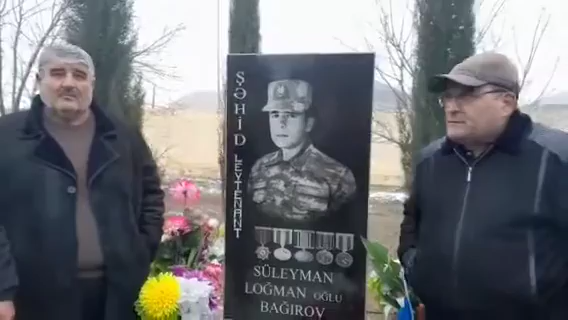 ŞƏHİD
LEYTENANT
SÜLEYMAN
LOĞMAN OĞLU
BAĞIROV